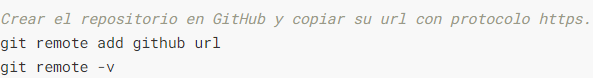 Crear el repositorio en GitHub y copiar su url con protocolo https.
git remote add github url
git remote -v